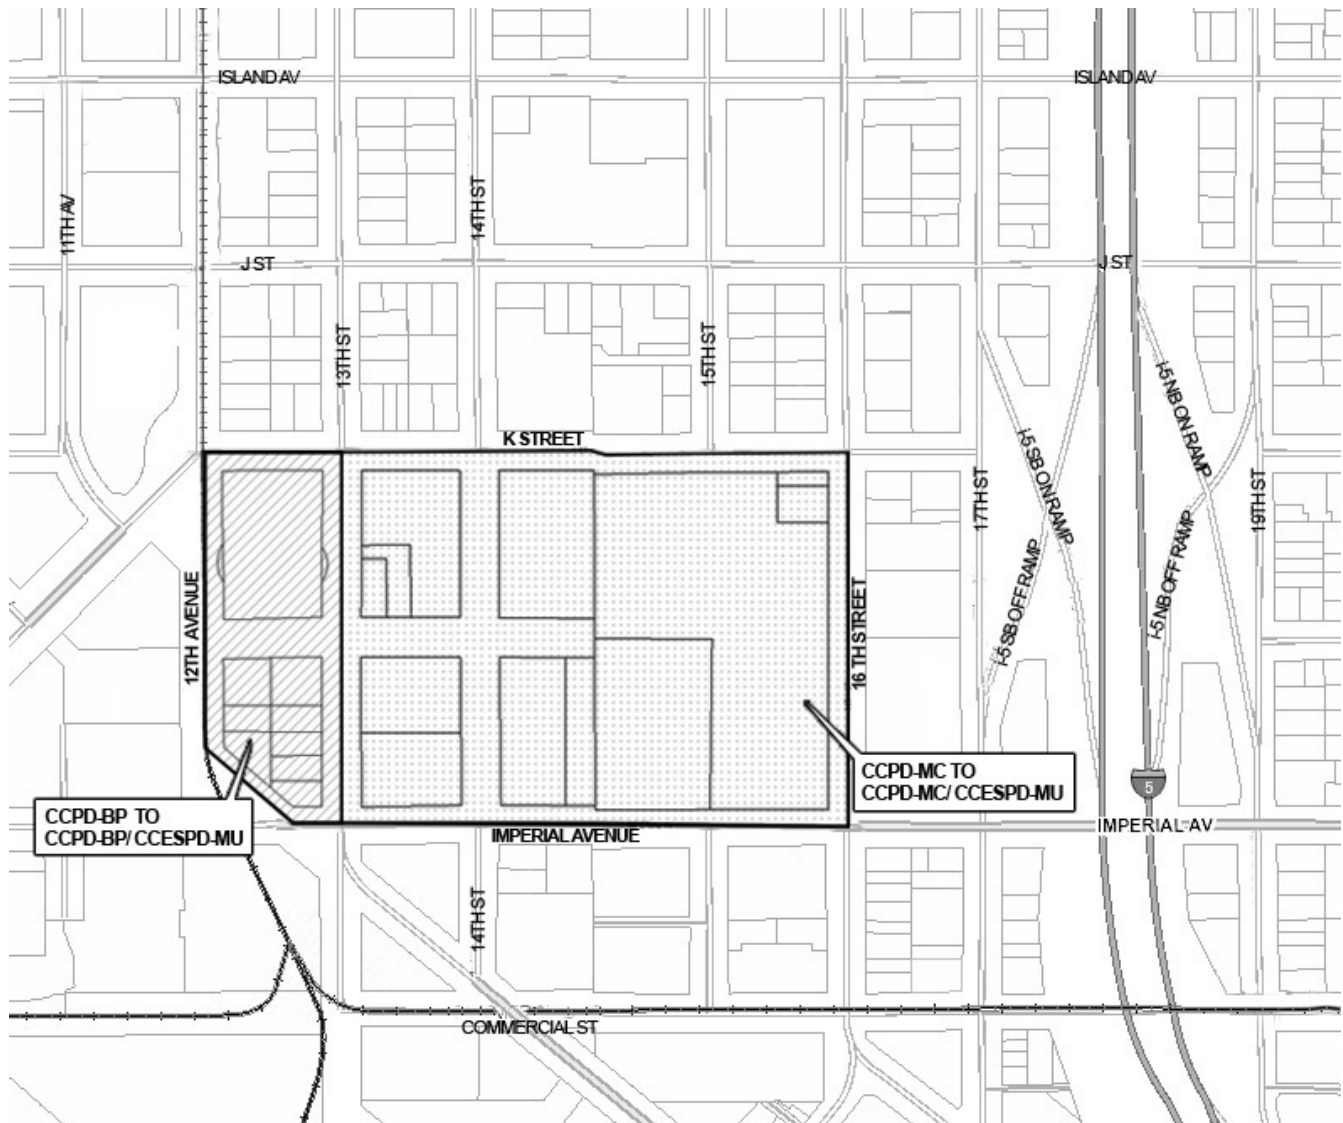 ISLAND AV
ISLAND AV
11TH AV
14TH ST
J ST
J ST
13TH ST
15TH ST
I-5 NB ON RAMP
K STREET
I-5 SB ON RAMP
17TH ST
19TH ST
I-5 SB OFF RAMP
I-5 NB OFF RAMP
12TH AVENUE
16 TH STREET
CCPD-MC TO
CCPD-MC/ CCESPD-MU
5
CCPD-BP TO
CCPD-BP/ CCESPD-MU
IMPERIAL AVENUE
IMPERIAL AV
14TH ST
COMMERCIAL ST